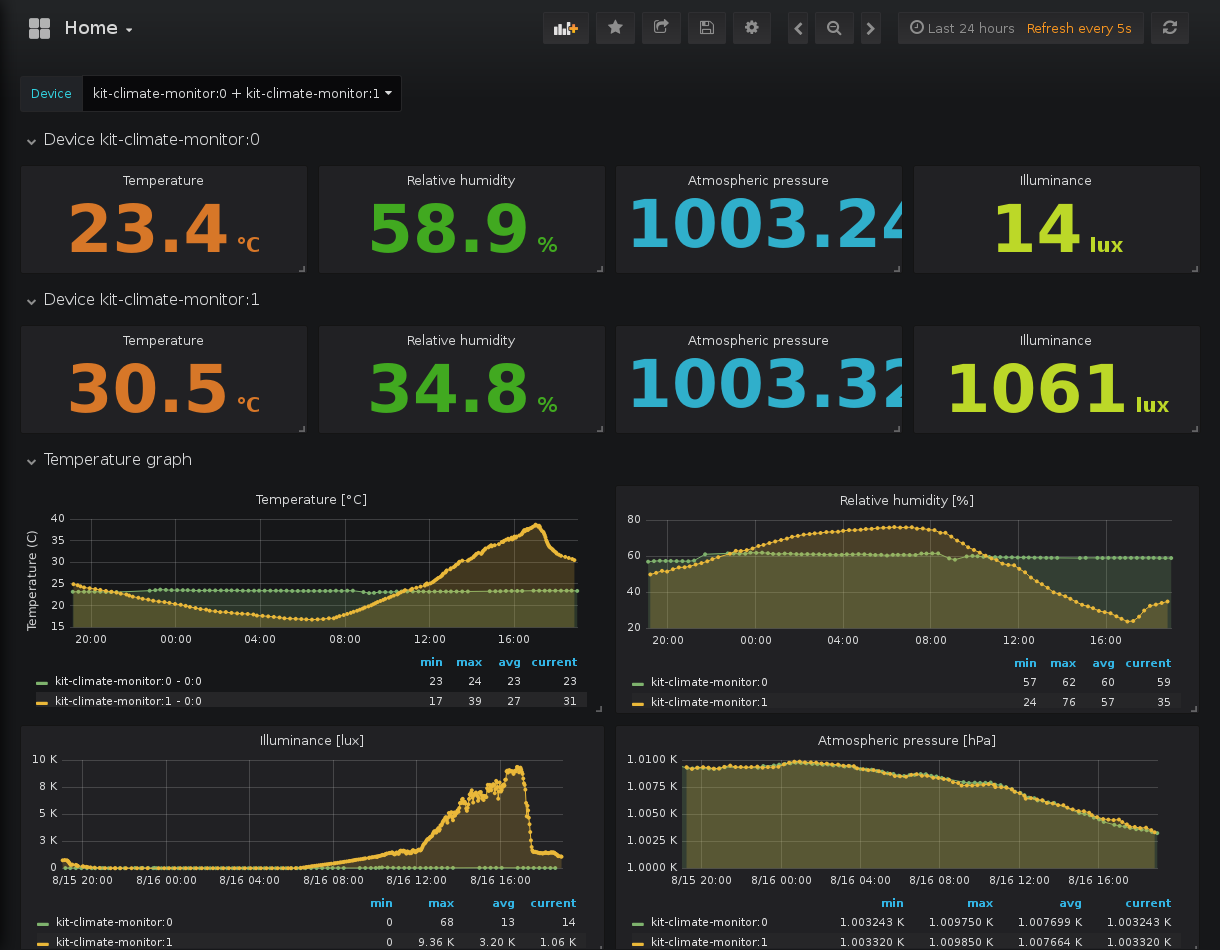 Home
Last 24 hours Refresh every 5s
Device kit-climate-monitor:0 + kit-climate-monitor:1
Device kit-climate-monitor:0
Temperature Relative humidity Atmospheric pressure Illuminance
23.4 °C 58.9 % 1003.24 14 lux
Device kit-climate-monitor:1
Temperature Relative humidity Atmospheric pressure Illuminance
30.5 °C 34.8 % 1003.32 1061 lux
Temperature graph
Temperature [°C]
Temperature (C)
40
35
30
25
20
15
20:00 00:00 04:00 08:00 12:00 16:00
min max avg current
kit-climate-monitor:0 - 0:0 23 24 23 23
kit-climate-monitor:1 - 0:0 17 39 27 31
Relative humidity [%]
80
60
40
20
20:00 00:00 04:00 08:00 12:00 16:00
min max avg current
kit-climate-monitor:0 57 62 60 59
kit-climate-monitor:1 24 76 57 35
Illuminance [lux]
10 K
8 K
5 K
3 K
0
8/15 20:00 8/16 00:00 8/16 04:00 8/16 08:00 8/16 12:00 8/16 16:00
min max avg current
kit-climate-monitor:0 0 68 13 14
kit-climate-monitor:1 0 9.36 K 3.20 K 1.06 K
Atmospheric pressure [hPa]
1.0100 K
1.0075 K
1.0050 K
1.0025 K
1.0000 K
8/15 20:00 8/16 00:00 8/16 04:00 8/16 08:00 8/16 12:00 8/16 16:00
min max avg current
kit-climate-monitor:0 1.003243 K 1.009750 K 1.007699 K 1.003243 K
kit-climate-monitor:1 1.003320 K 1.009850 K 1.007664 K 1.003320 K